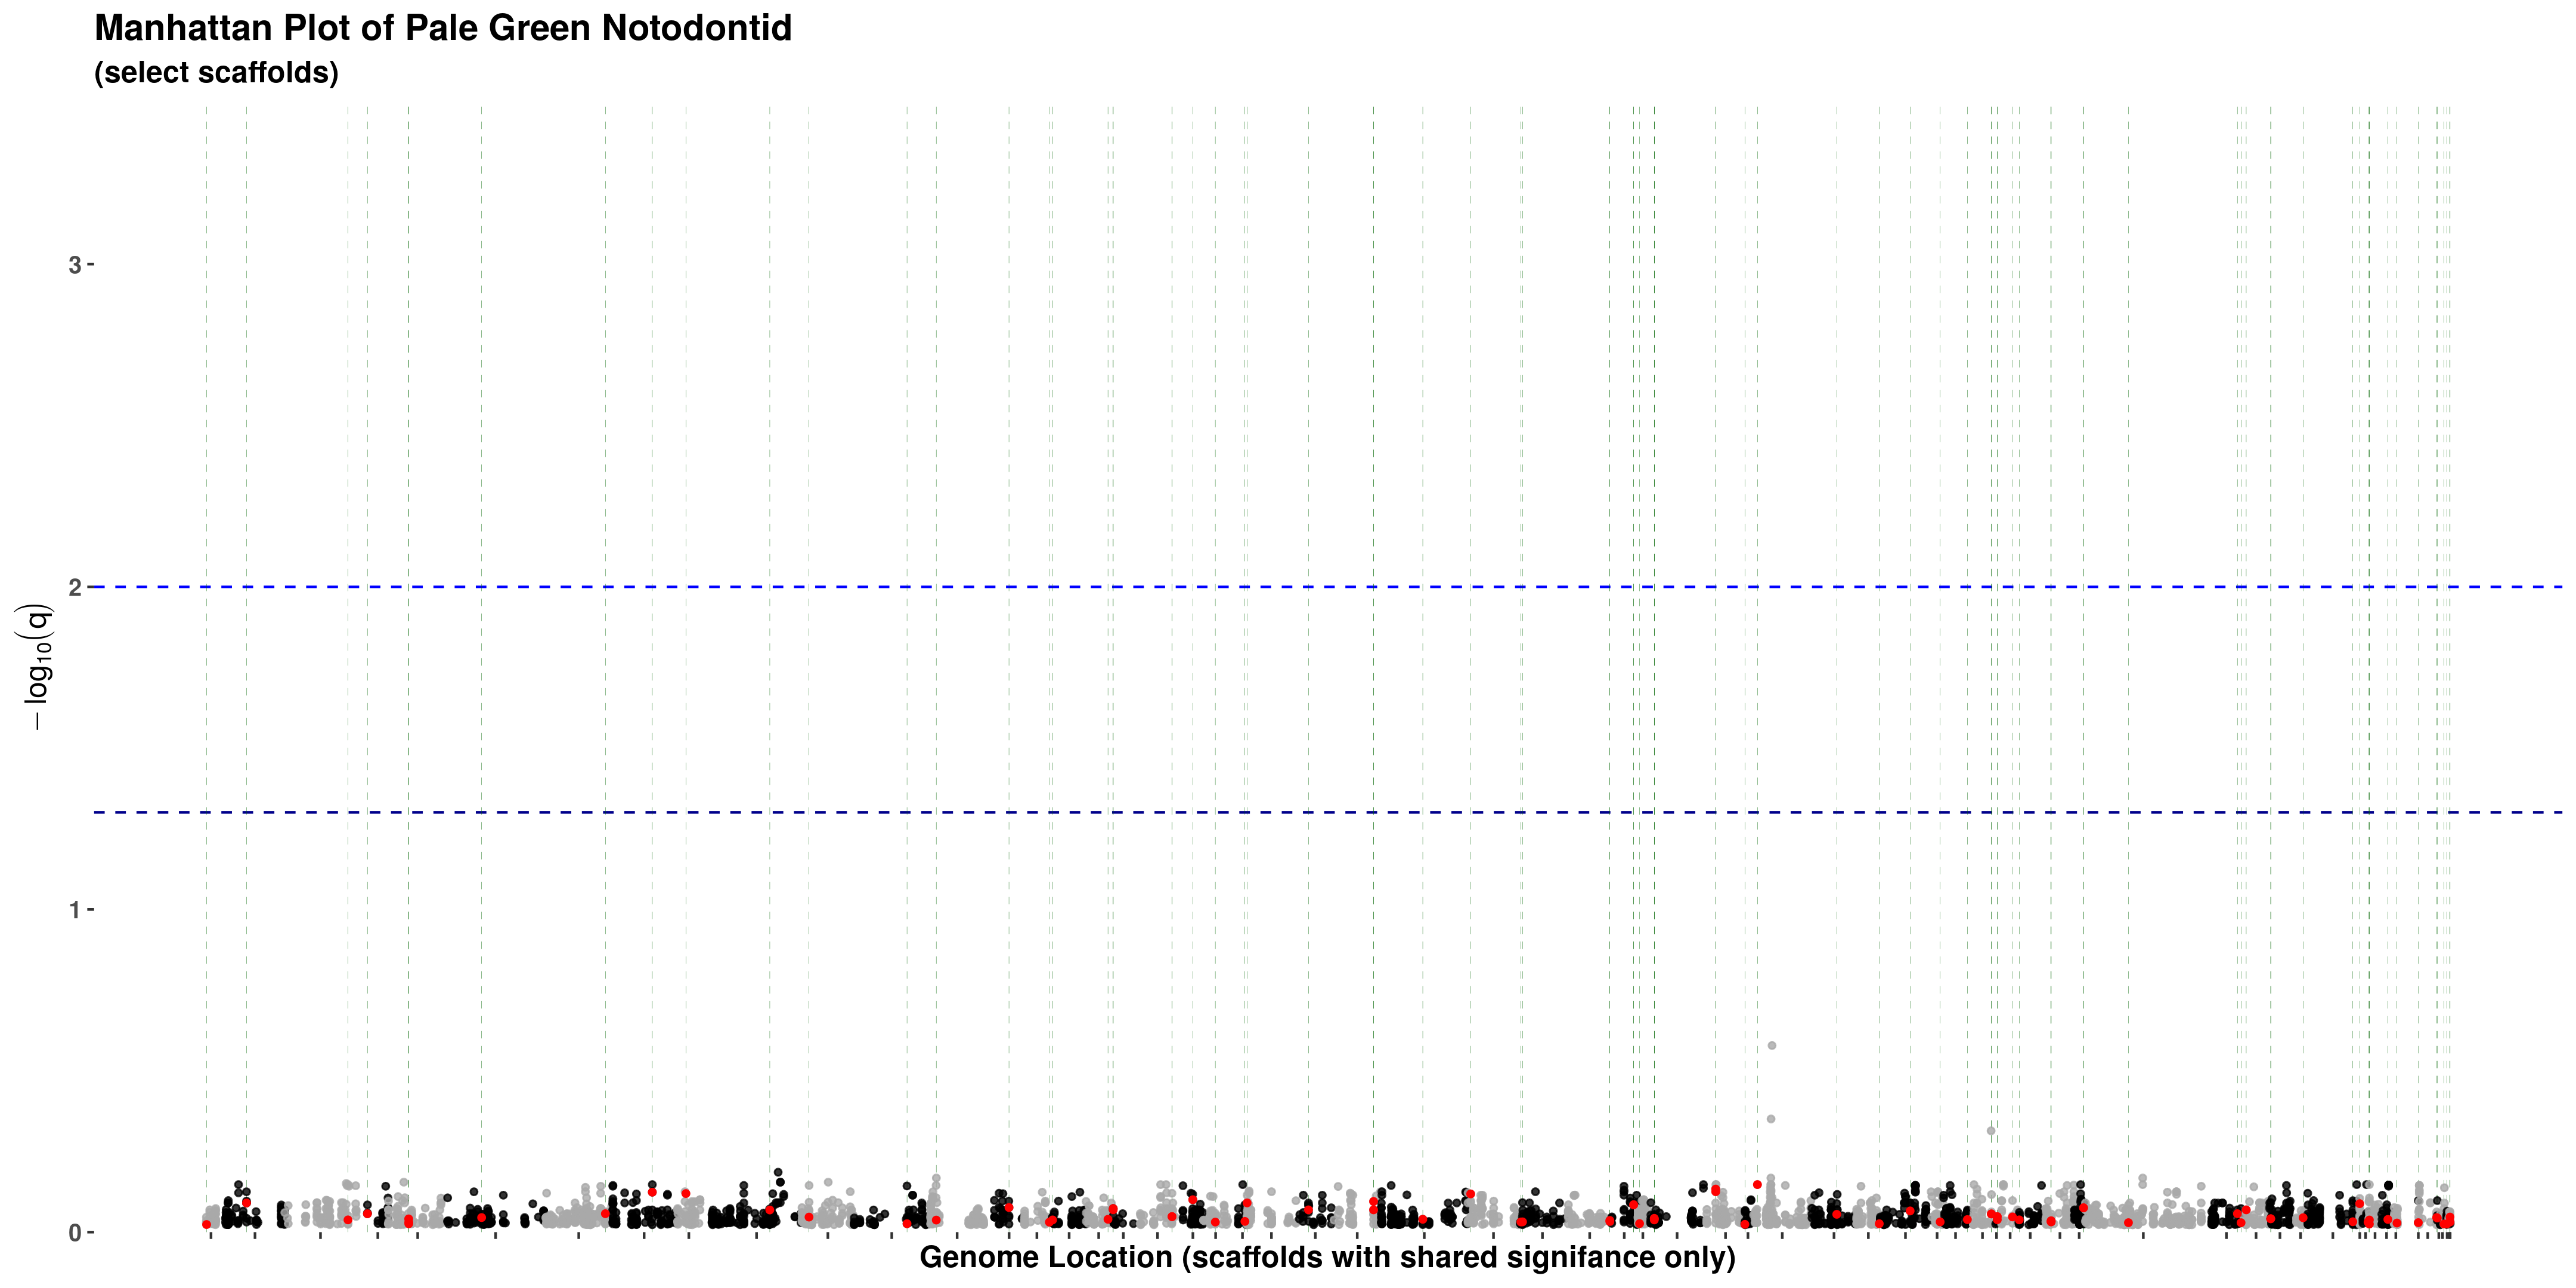 Manhattan Plot of Pale Green Notodontid
(select scaffolds)
3
2
1
0
−log10(q)
Genome Location (scaffolds with shared signifance only)